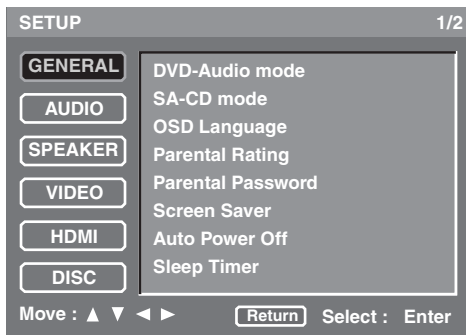 SETUP 1/2
GENERAL
AUDIO
SPEAKER
VIDEO
HDMI
DISC
DVD-Audio mode
SA-CD mode
OSD Language
Parental Rating
Parental Password
Screen Saver
Auto Power Off
Sleep Timer
Move : ▲ ▼ ◄ ► Return Select : Enter